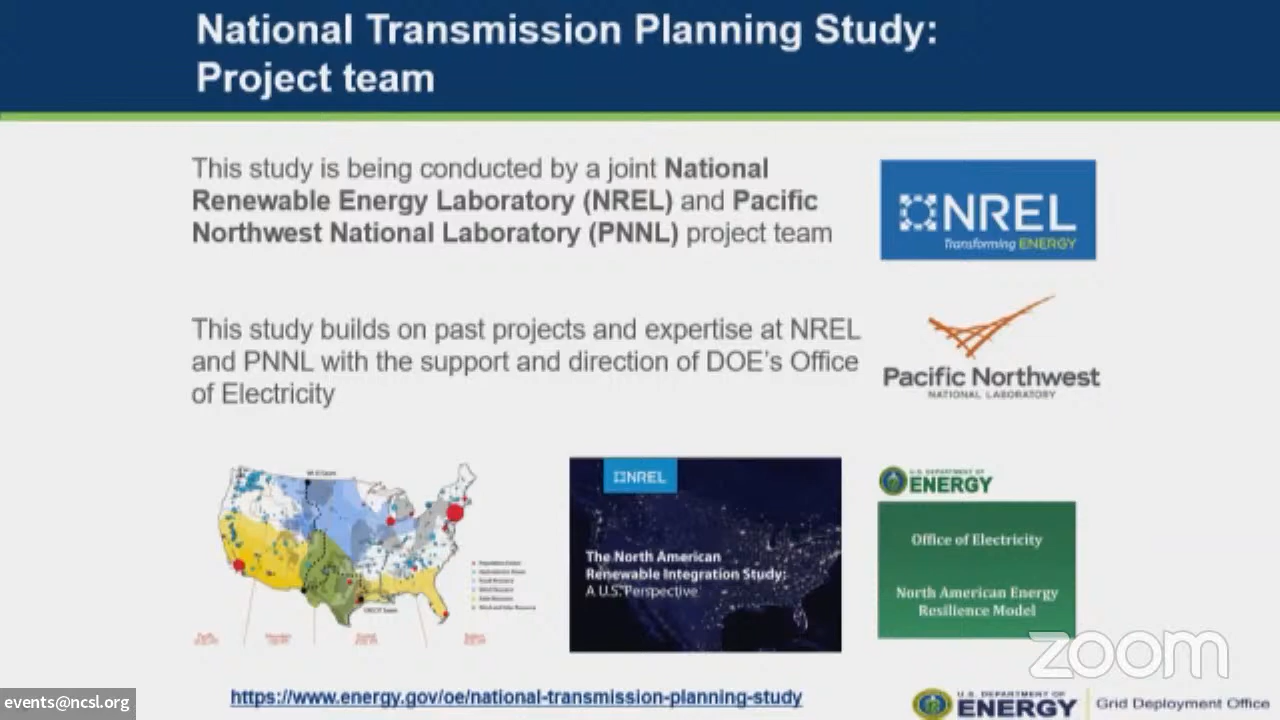 National Transmission Planning Study:
Project team
This study is being conducted by a joint National
Renewable Energy Laboratory (NREL) and Pacific
Northwest National Laboratory (PNNL) project team
NREL
Transforming ENERGY
This study builds on past projects and expertise at NREL
and PNNL with the support and direction of DOE's Office
of Electricity
Pacific Northwest
NATIONAL LABORATORY
NREL
The North American
Renewable Integration Study:
A U.S. Perspective
U.S. DEPARTMENT OF
ENERGY
Office of Electricity
North American Energy
Resilience Model
zoom
https://www.energy.gov/oe/national-transmission-planning-study
events@ncsl.org
U.S. DEPARTMENT OF
ENERGY
Grid Deployment Office